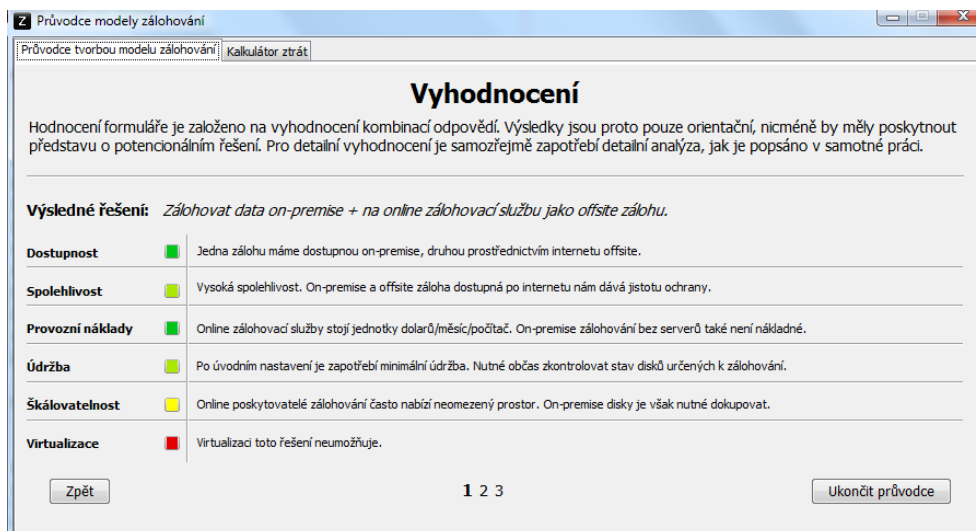 Z Průvodce modely zálohování
Průvodce tvorbou modelu zálohování Kalkulátor ztrát
Vyhodnocení
Hodnocení formuláře je založeno na vyhodnocení kombinací odpovědí. Výsledky jsou proto pouze orientační, nicméně by měly poskytnout
představu o potencionálním řešení. Pro detailní vyhodnocení je samozřejmě zapotřebí detailní analýza, jak je popsáno v samotné práci.
Výsledné řešení: Zálohovat data on-premise + na online zálohovací službu jako offsite zálohu.
Dostupnost Jedna zálohu máme dostupnou on-premise, druhou prostřednictvím internetu offsite.
Spolehlivost Vysoká spolehlivost. On-premise a offsite záloha dostupná po internetu nám dává jistotu ochrany.
Provozní náklady Online zálohovací služby stojí jednotky dolarů/měsíc/počítač. On-premise zálohování bez serverů také není nákladné.
Údržba Po úvodním nastavení je zapotřebí minimální údržba. Nutné občas zkontrolovat stav disků určených k zálohování.
Škálovatelnost Online poskytovatelé zálohování často nabízí neomezený prostor. On-premise disky je však nutné dokupovat.
Virtualizace Virtualizaci toto řešení neumožňuje.
Zpět 1 2 3 Ukončit průvodce